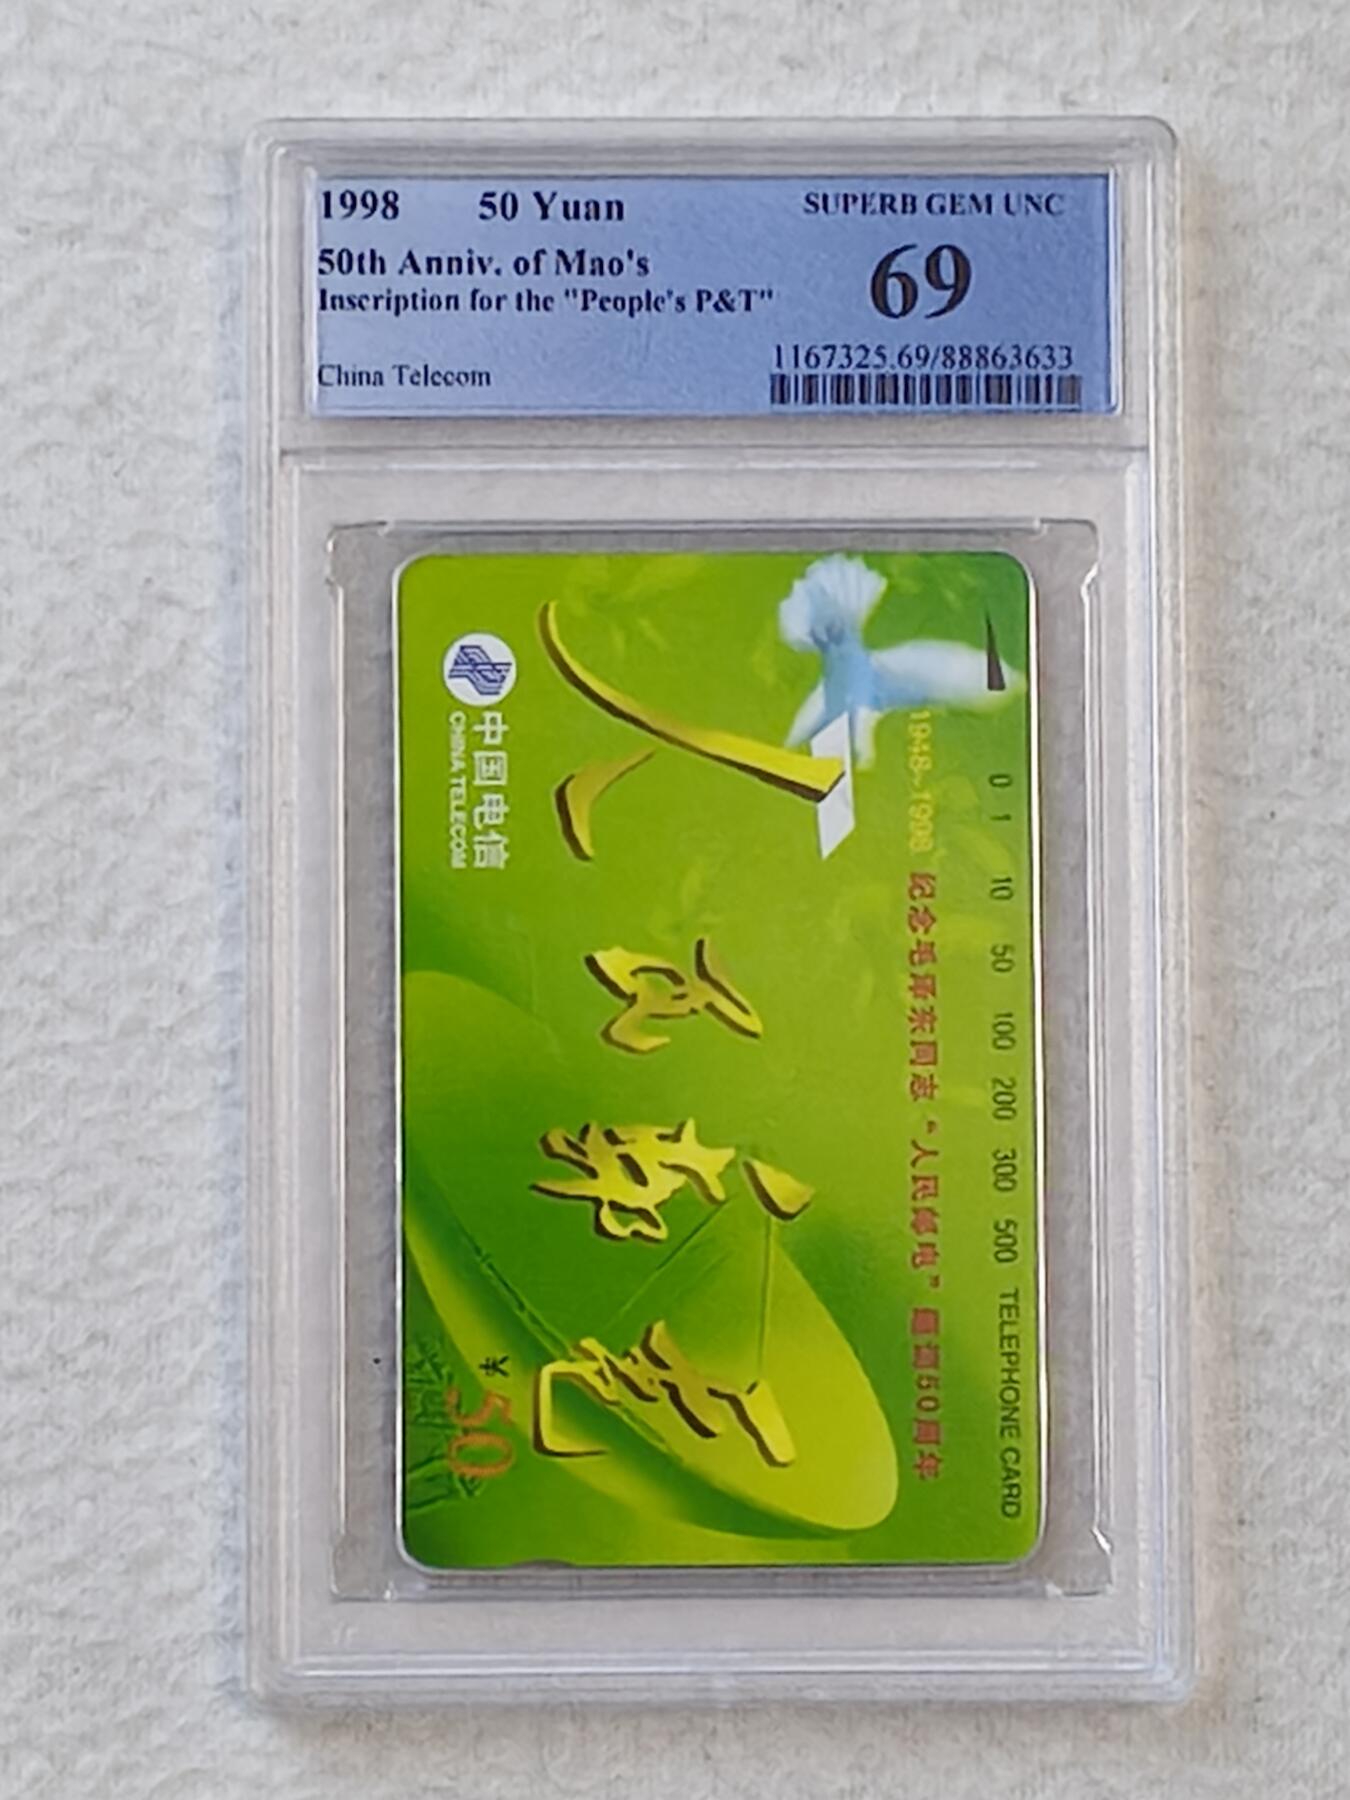 1998 50 Yuan
50th Anniv. of Mao's
Inscription for the "People's P&T"
China Telecom
SUPERB GEM UNC
69
1167325.69/88863633
0 1 10 50 100 200 300 500 TELEPHONE CARD
1948~1998 纪念毛泽东同志“人民邮电”题词50周年
人民邮电
中国电信
CHINA TELECOM
50